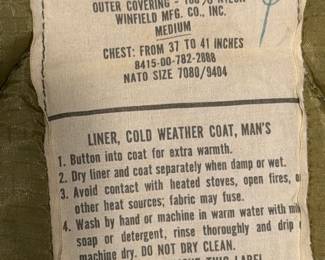 OUTER COVERING - 100% NYLON
WINFIELD MFG. CO., INC.
MEDIUM
CHEST: FROM 37 TO 41 INCHES
8415-00-782-2888
NATO SIZE 7080/9404
LINER, COLD WEATHER COAT, MAN'S
1. Button into coat for extra warmth.
2. Dry liner and coat separately when damp or wet.
3. Avoid contact with heated stoves, open fires, o
other heat sources; fabric may fuse.
4. Wash by hand or machine in warm water with mi
soap or detergent, rinse thoroughly and drip o
machine dry. DO NOT DRY CLEAN.
THIS LABEL